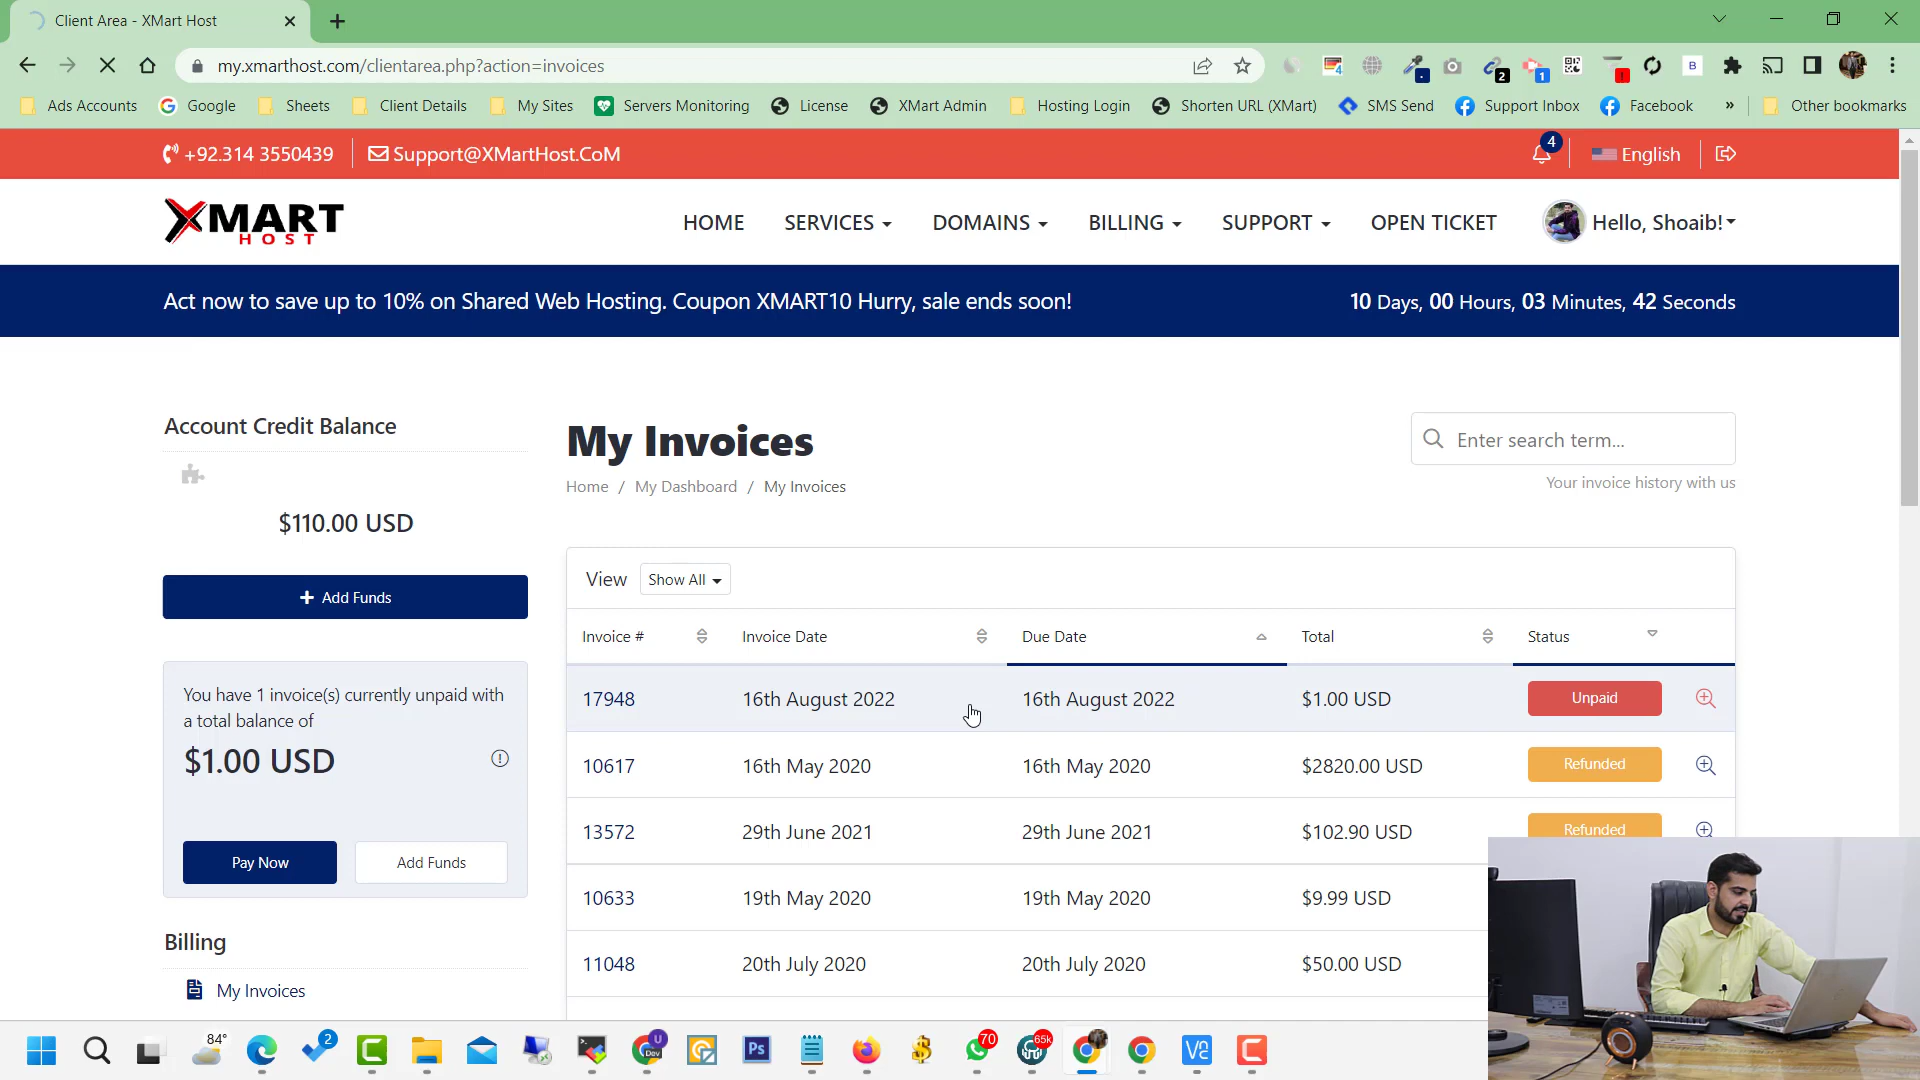 Client Area - XMart Host
my.xmarthost.com/clientarea.php?action=invoices
Ads Accounts
Google
Sheets
Client Details
My Sites
Servers Monitoring
License
XMart Admin
Hosting Login
Shorten URL (XMart)
SMS Send
Support Inbox
Facebook
»
Other bookmarks
+92.314 3550439
Support@XMartHost.CoM
4
English
XMART
HOST
HOME
SERVICES
DOMAINS
BILLING
SUPPORT
OPEN TICKET
Hello, Shoaib!
Act now to save up to 10% on Shared Web Hosting. Coupon XMART10 Hurry, sale ends soon!
10 Days, 00 Hours, 03 Minutes, 42 Seconds
Account Credit Balance
$110.00 USD
Add Funds
You have 1 invoice(s) currently unpaid with
a total balance of
$1.00 USD
Pay Now
Add Funds
Billing
My Invoices
My Invoices
Home / My Dashboard / My Invoices
Enter search term...
Your invoice history with us
View
Show All
Invoice # Invoice Date Due Date Total Status
17948 16th August 2022 16th August 2022 $1.00 USD Unpaid
10617 16th May 2020 16th May 2020 $2820.00 USD Refunded
13572 29th June 2021 29th June 2021 $102.90 USD Refunded
10633 19th May 2020 19th May 2020 $9.99 USD
11048 20th July 2020 20th July 2020 $50.00 USD
84°
2
U
Dev
Ps
70
65k